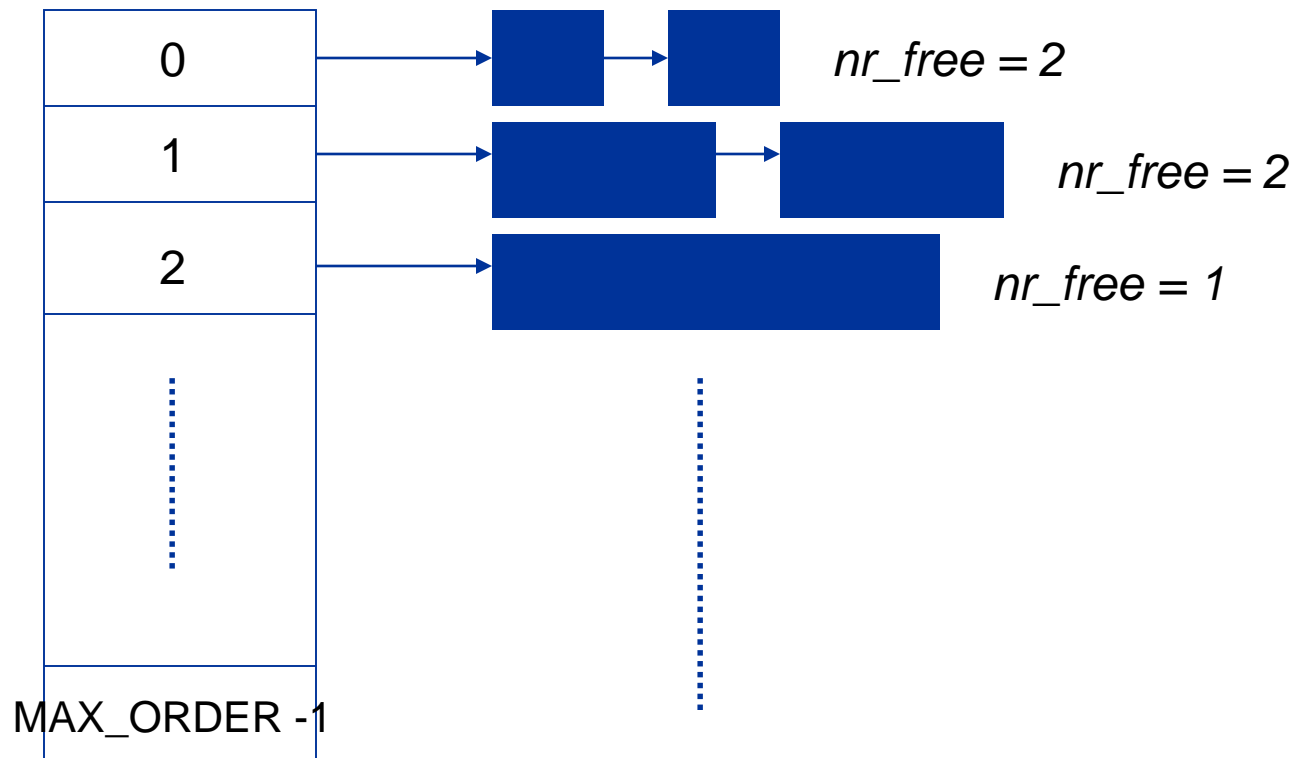 0
nr_free = 2
1
nr_free = 2
2
nr_free = 1
MAX_ORDER -1